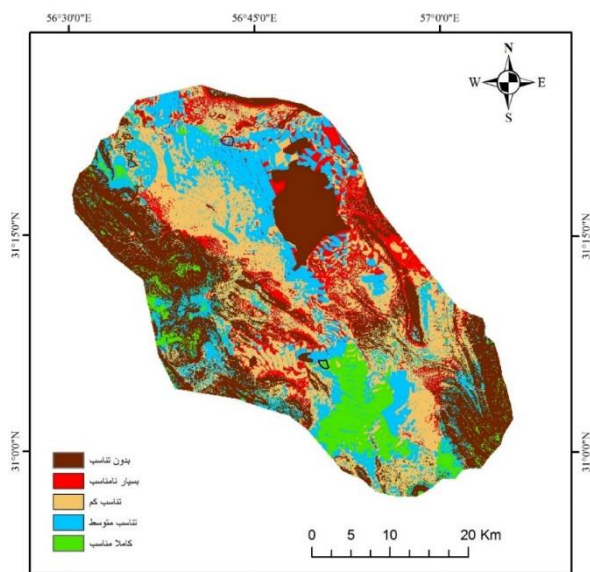 56°30'0"E 56°45'0"E 57°0'0"E
N
W E
S
31°15'0"N 31°15'0"N
31°0'0"N 31°0'0"N
بدون تناسب
بسیار نامناسب
تناسب کم
تناسب متوسط
کاملا مناسب
0 5 10 20 Km